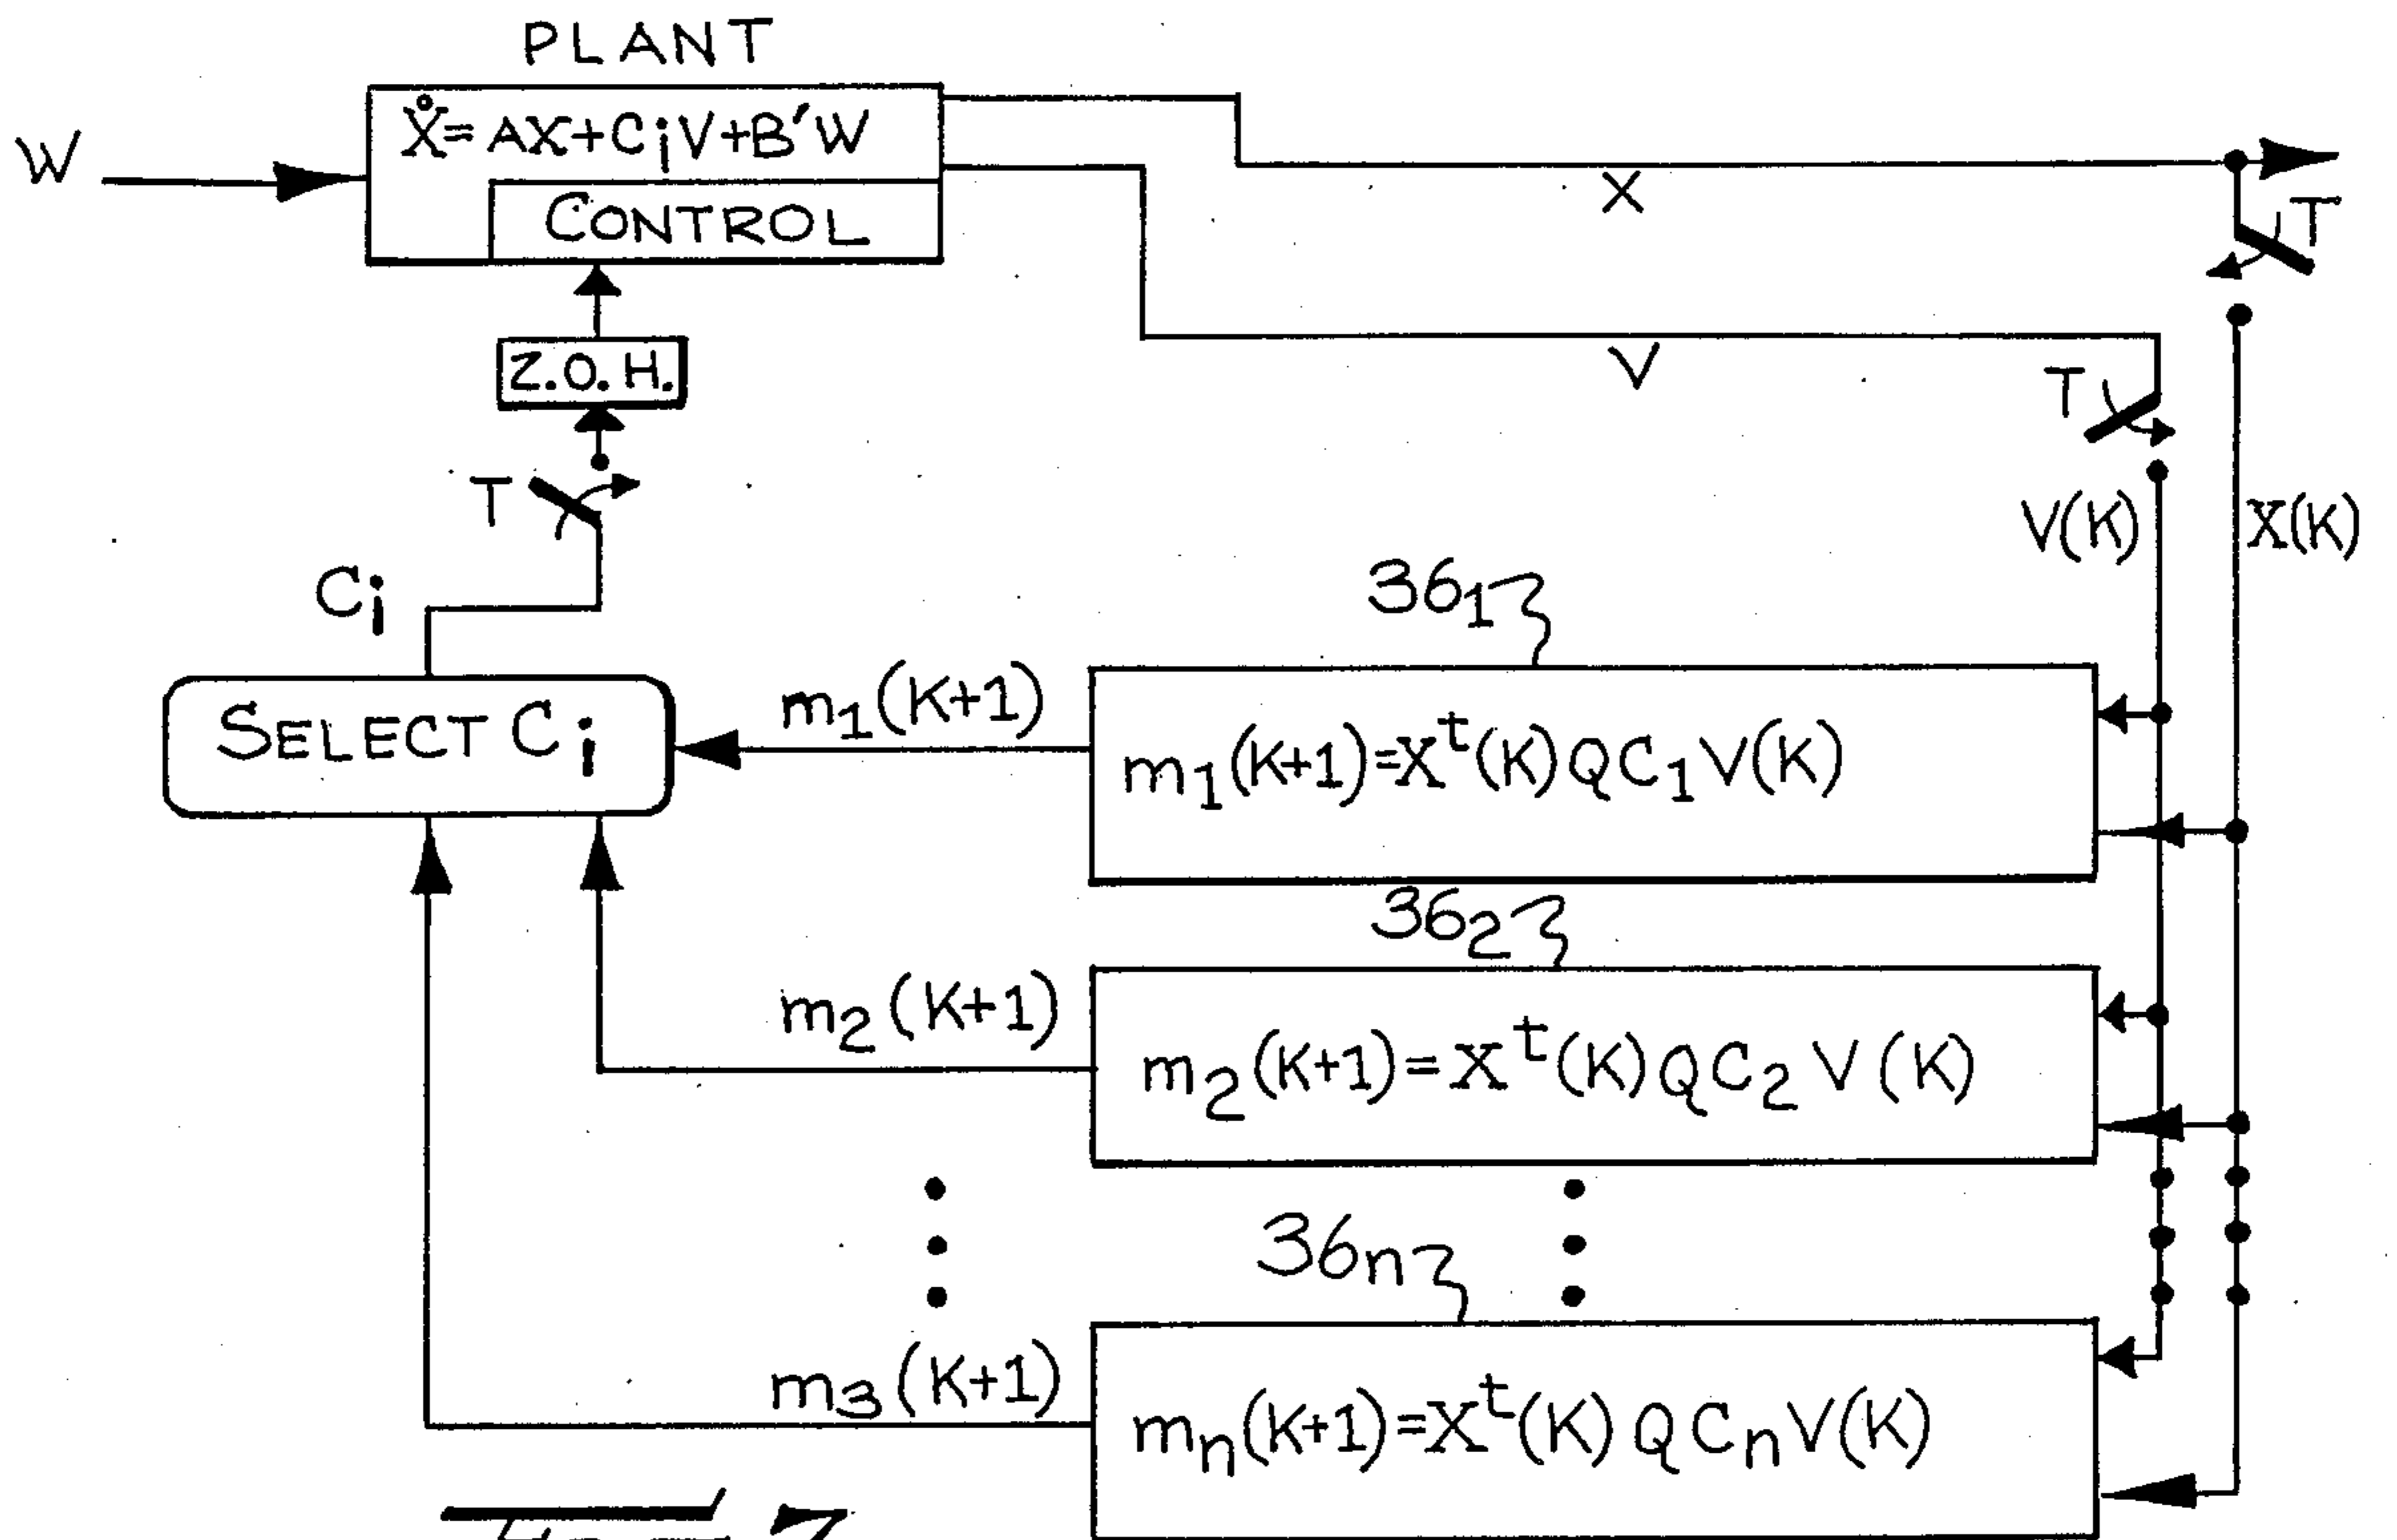 PLANT
W
Ẋ=AX+CiV+B′W
CONTROL
X
T
Z.O.H.
V
T
T
V(K)
X(K)
Ci
36₁
SELECT Ci
m₁(K+1)
m₁(K+1)=Xᵗ(K)QC₁V(K)
36₂
m₂(K+1)
m₂(K+1)=Xᵗ(K)QC₂V(K)
36n
m₃(K+1)
mn(K+1)=Xᵗ(K)QCnV(K)